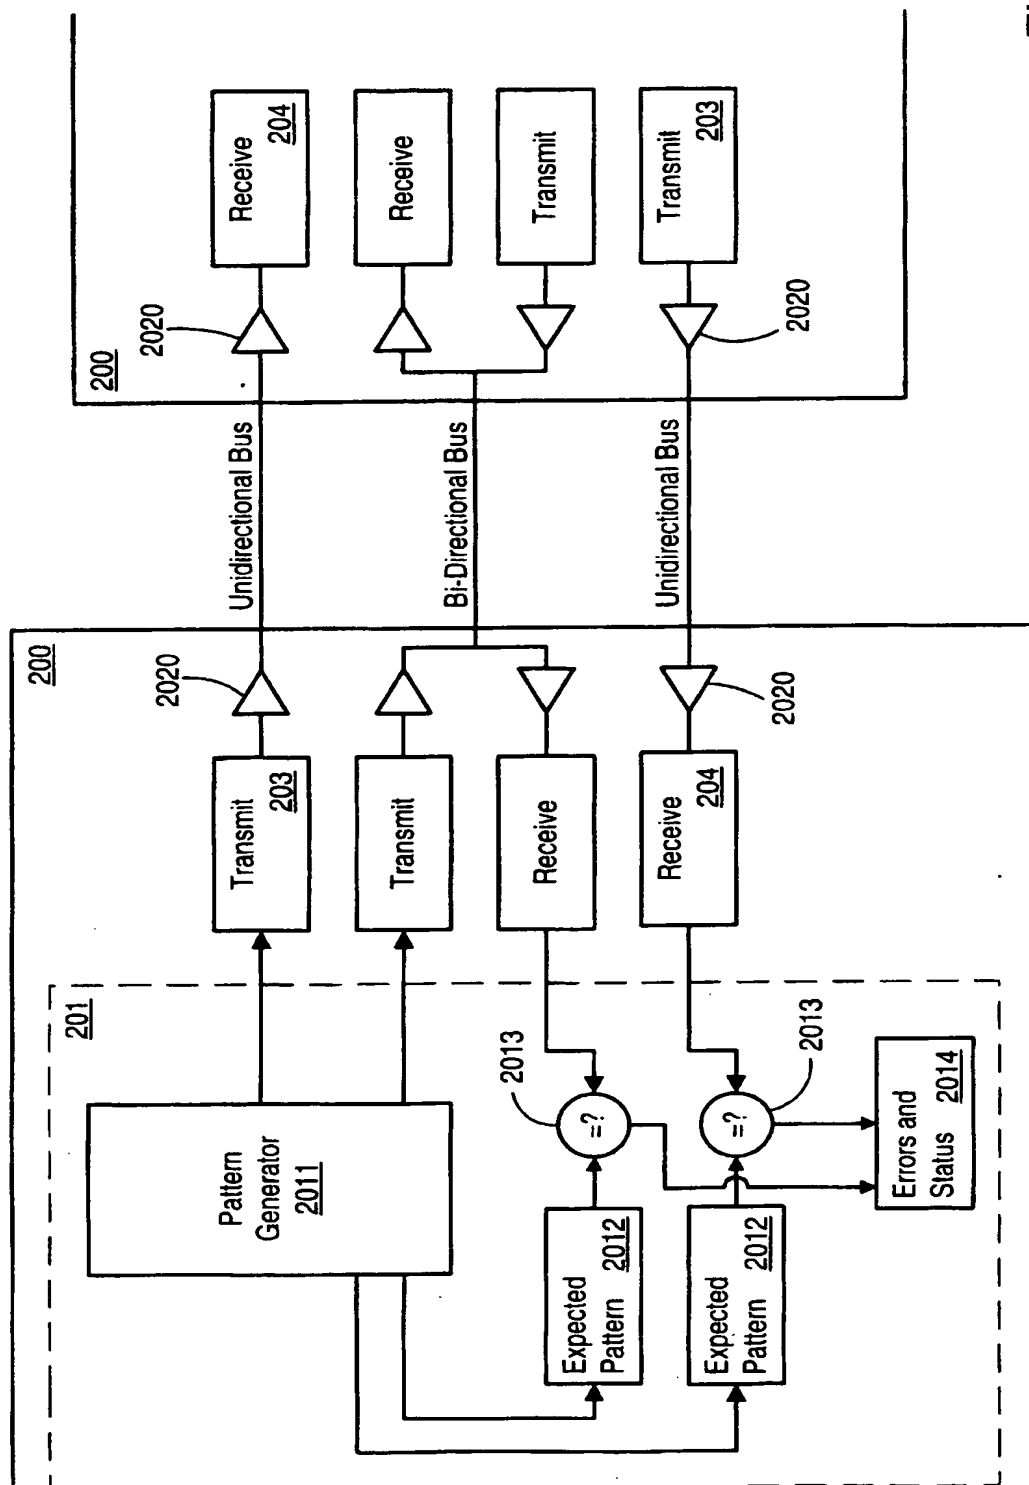 200
201
Pattern
Generator
2011
Transmit
203
2020
Unidirectional Bus
200
2020
Receive
204
Transmit
Bi-Directional Bus
Receive
Expected
Pattern 2012
=?
2013
Receive
Transmit
Expected
Pattern 2012
=?
2013
Receive
204
2020
Unidirectional Bus
2020
Transmit
203
Errors and
Status 2014